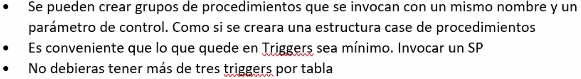 • Se pueden crear grupos de procedimientos que se invocan con un mismo nombre y un
parámetro de control. Como si se creara una estructura case de procedimientos
• Es conveniente que lo que quede en Triggers sea mínimo. Invocar un SP
• No debieras tener más de tres triggers por tabla